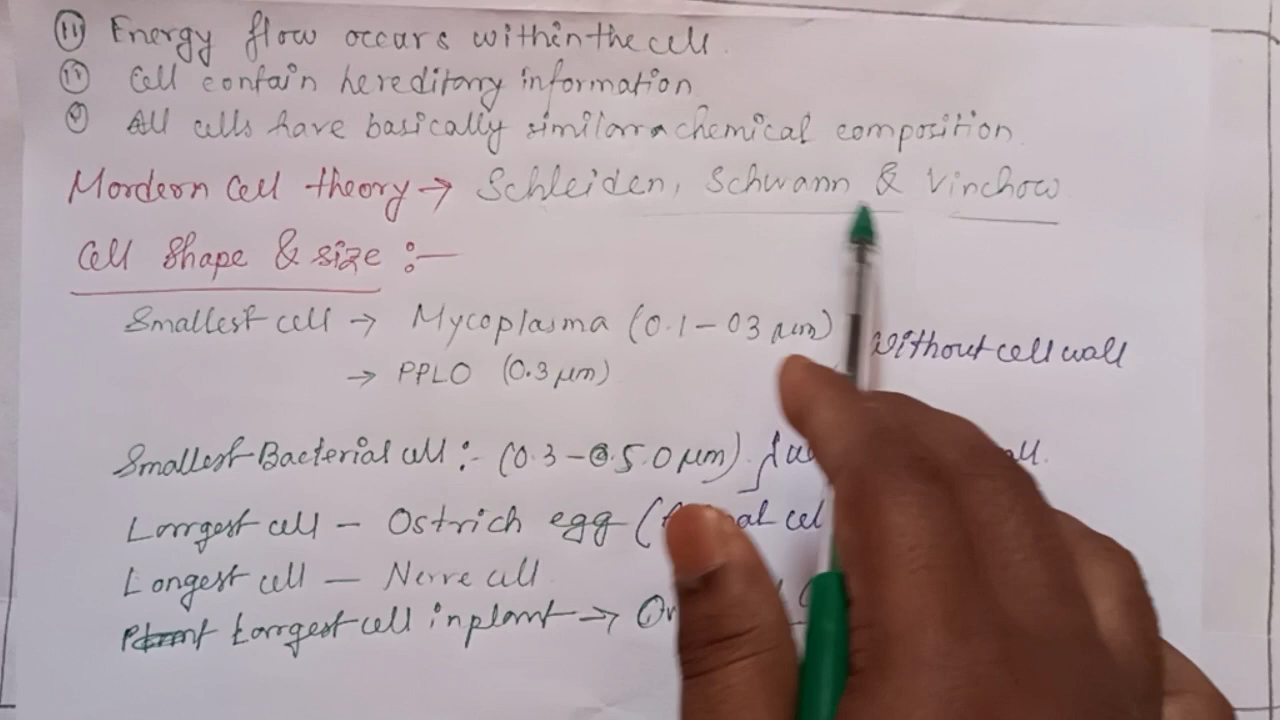 (iii) Energy flow occurs within the cell.
(iv) Cell contain hereditary information
(v) All cells have basically similar chemical composition.
Mordern Cell theory → Schleiden, Schwann & Virchow
Cell Shape & size :—
Smallest cell → Mycoplasma (0.1 – 03 μm)
without cell wall
→ PPLO (0.3 μm)
Smallest Bacterial cell :- (0.3 – 5.0 μm)
Largest cell – Ostrich egg
Longest cell — Nerve cell
Largest cell in plant →